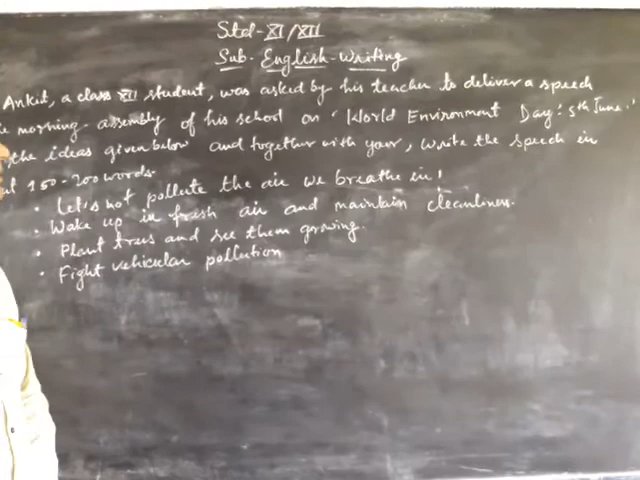 Std-XI/XII
Sub. English-Writing
Ankit, a class XII student, was asked by his teacher to deliver a speech
morning assembly of his school on 'World Environment Day: 5th June'.
the ideas given below and together with your, write the speech in
150-200 words.
• Let's not pollute the air we breathe in!
• Wake up in fresh air and maintain cleanliness.
• Plant trees and see them growing.
• Fight vehicular pollution